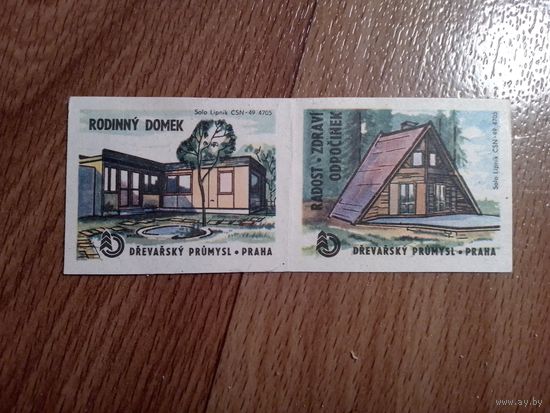 Solo Lipník ČSN-49 4705
RODINNÝ DOMEK
DŘEVAŘSKÝ PRŮMYSL • PRAHA
RADOST • ZDRAVÍ
ODPOČINEK
Solo Lipník ČSN-49 4705
DŘEVAŘSKÝ PRŮMYSL • PRAHA
www.ay.by